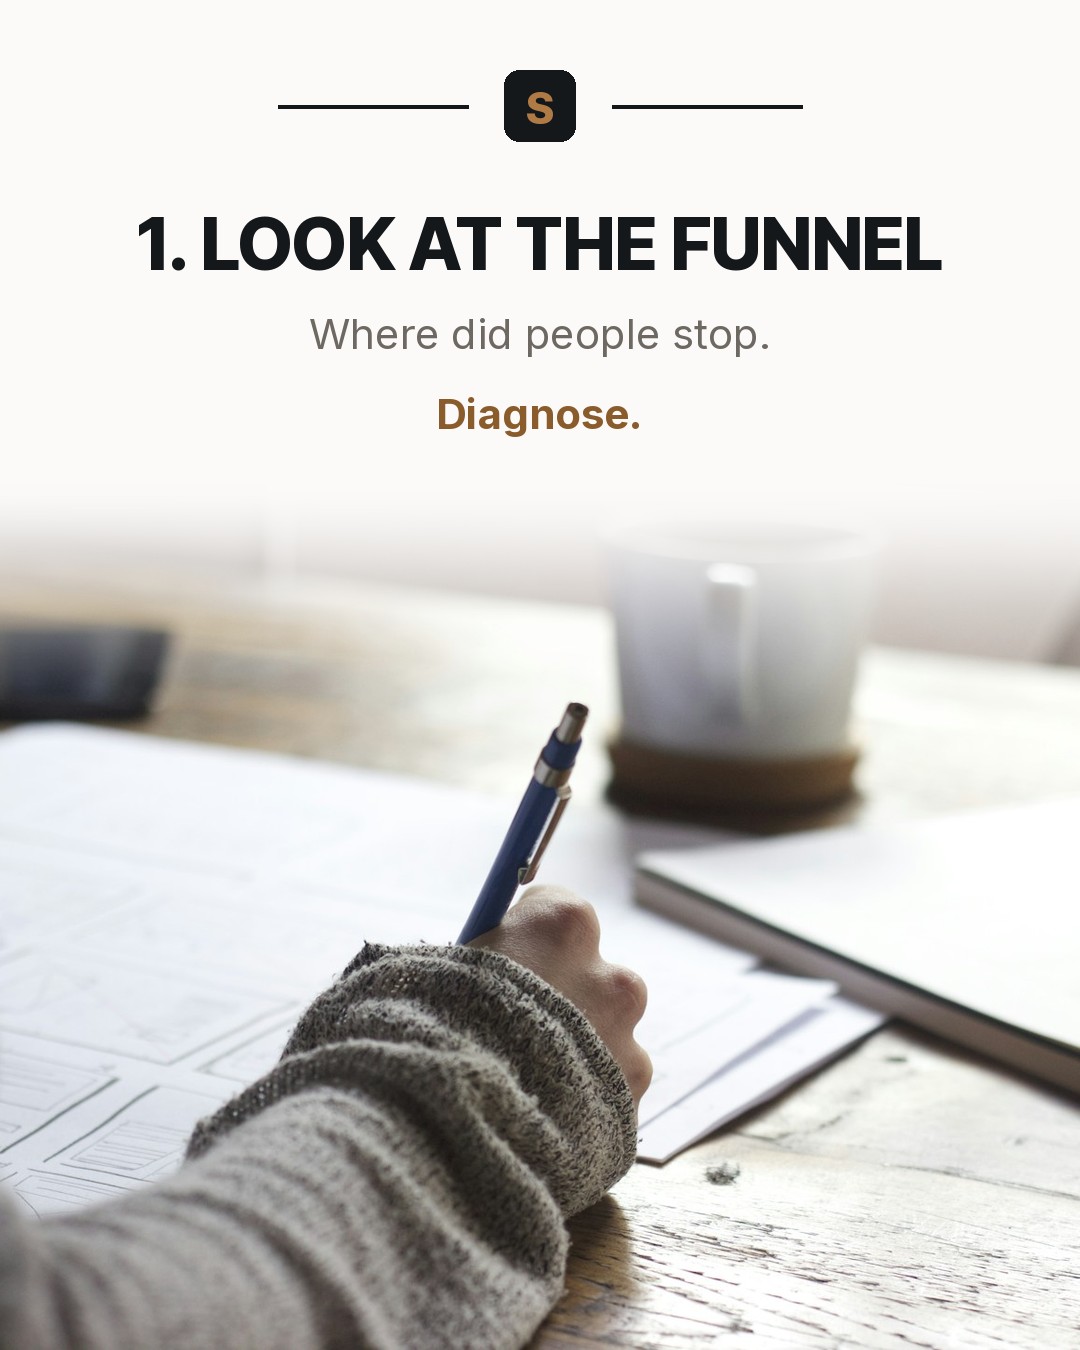 S
1. LOOK AT THE FUNNEL
Where did people stop.
Diagnose.